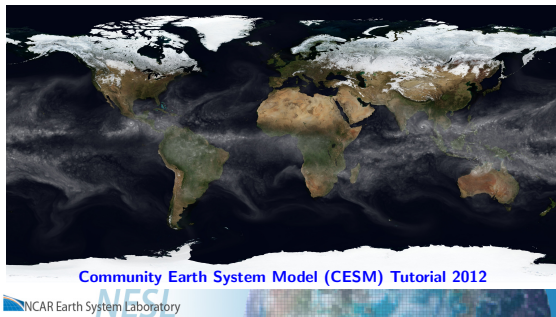 Community Earth System Model (CESM) Tutorial 2012
NESL
NCAR Earth System Laboratory